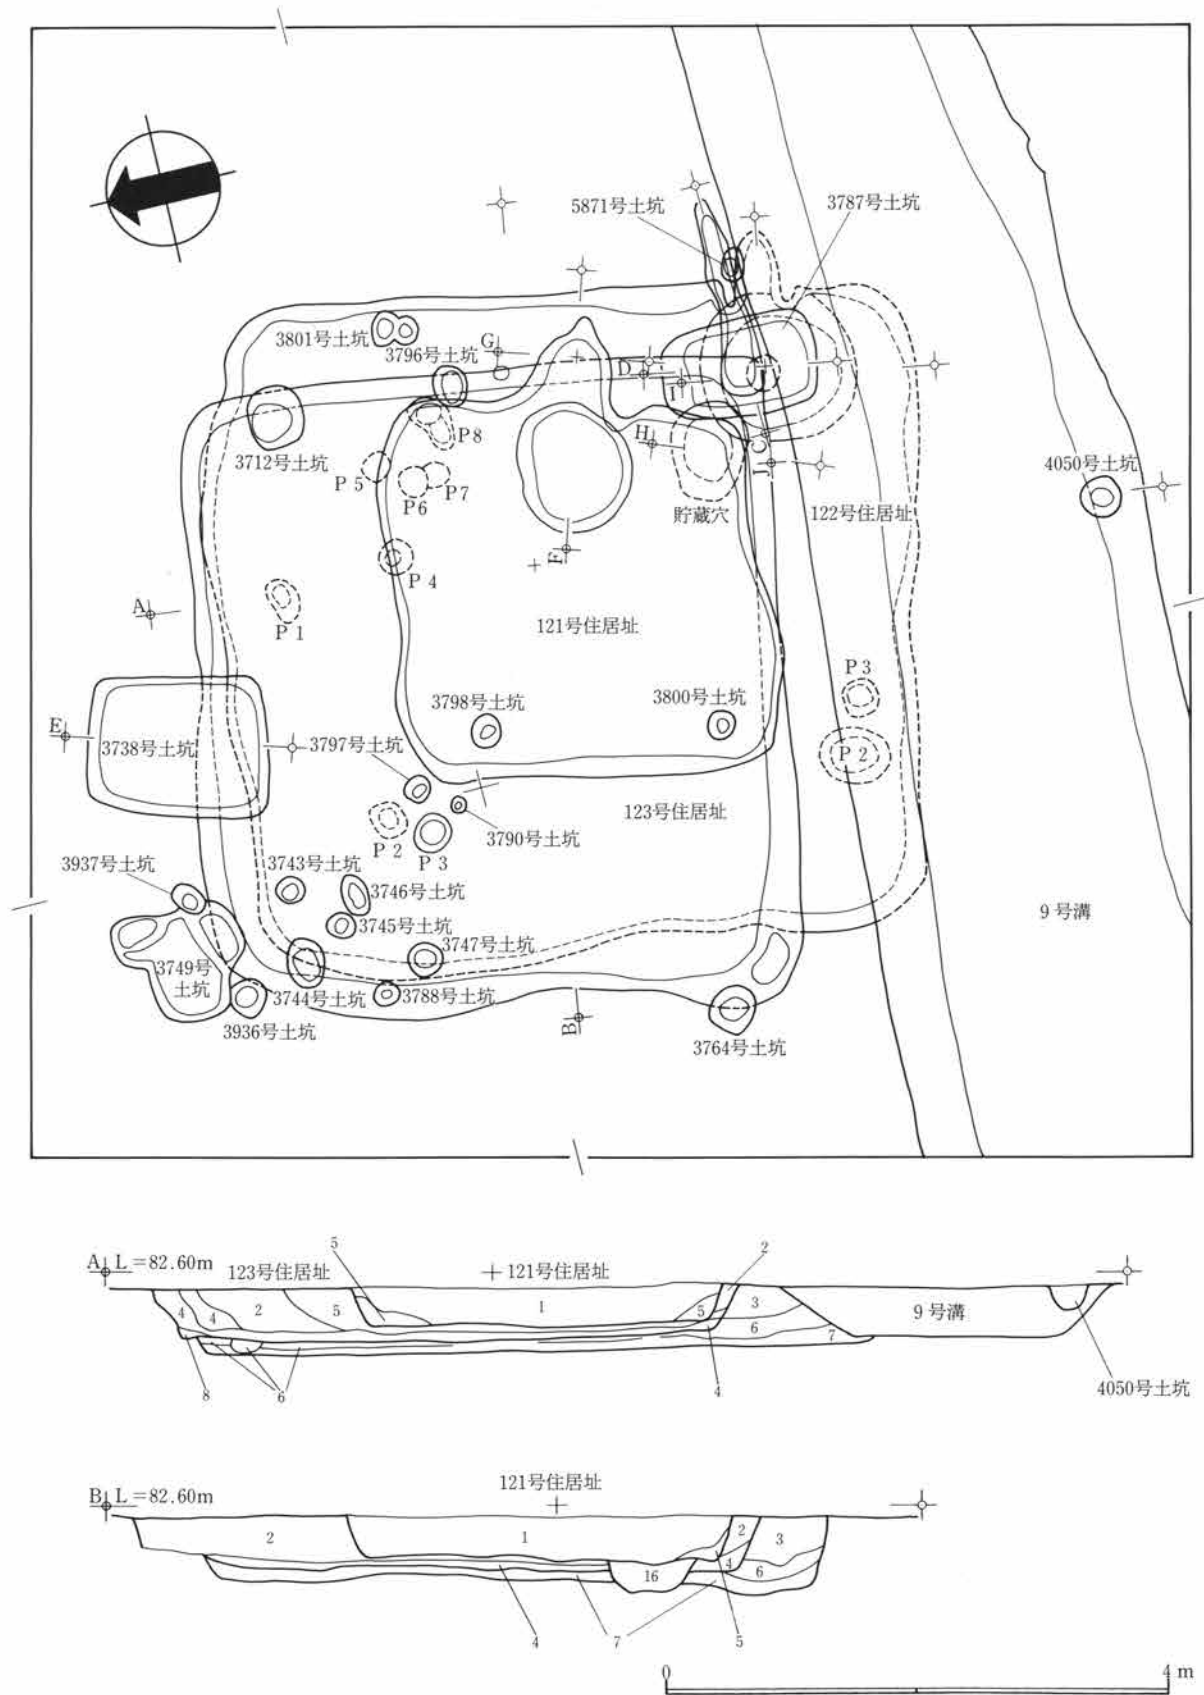 5871号土坑
3787号土坑
3801号土坑
3796号土坑
G
D
I
H
J
C
3712号土坑
P8
P5
P6
P7
貯蔵穴
122号住居址
4050号土坑
F
P4
A
P1
121号住居址
P3
3798号土坑
3800号土坑
E
3738号土坑
3797号土坑
P2
123号住居址
3790号土坑
P2
P3
3937号土坑
3743号土坑
3746号土坑
9号溝
3745号土坑
3747号土坑
3749号
土坑
3744号土坑
3788号土坑
3936号土坑
B
3764号土坑
5
2
A L=82.60m
123号住居址
121号住居址
4
4
2
5
1
5
3
9号溝
6
7
8
6
4
4050号土坑
121号住居址
B L=82.60m
2
1
2
3
4
6
16
4
7
5
0
4m